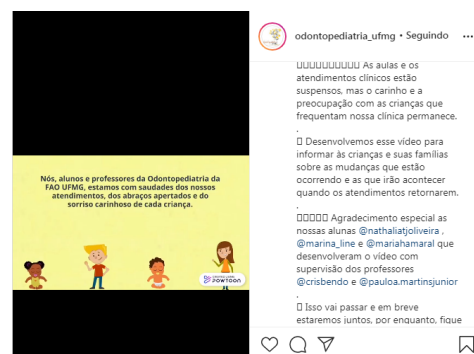 Nós, alunos e professores da Odontopediatria da
FAO UFMG, estamos com saudades dos nossos
atendimentos, dos abraços apertados e do
sorriso carinhoso de cada criança.
POWTOON
odontopediatria_ufmg • Seguindo ...
As aulas e os
atendimentos clínicos estão
suspensos, mas o carinho e a
preocupação com as crianças que
frequentam nossa clínica permanece.
.
Desenvolvemos esse vídeo para
informar às crianças e suas famílias
sobre as mudanças que estão
ocorrendo e as que irão acontecer
quando os atendimentos retornarem.
.
Agradecimento especial as
nossas alunas @nathaliatjoliveira ,
@marina_line e @mariahamaral que
desenvolveram o vídeo com
supervisão dos professores
@crisbendo e @pauloa.martinsjunior
.
Isso vai passar e em breve
estaremos juntos, por enquanto, fique